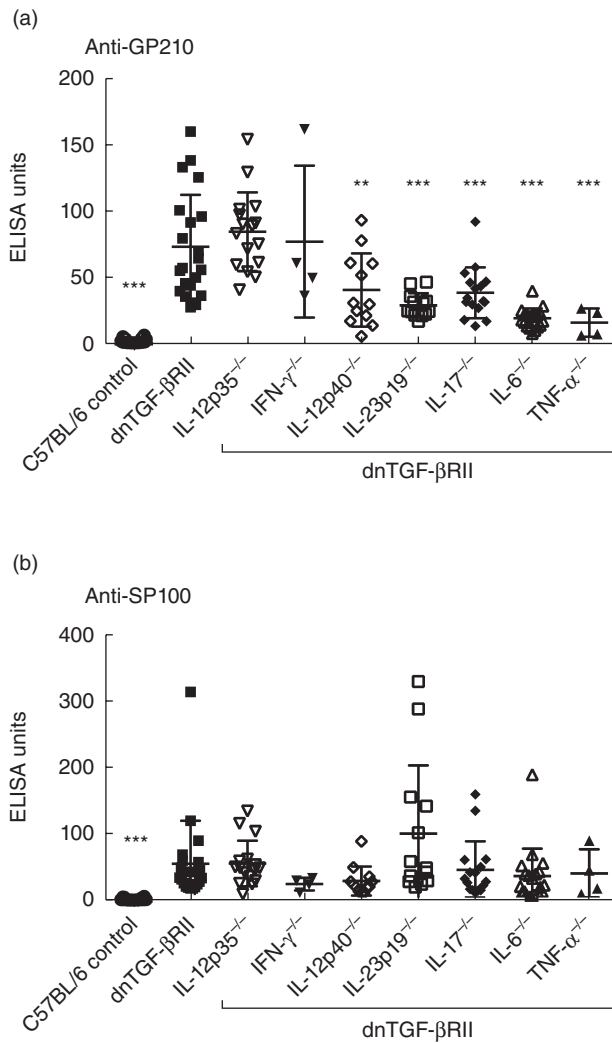 (a)
Anti-GP210
ELISA units
200
150
100
50
0
***
**
***
***
***
***
C57BL/6 control
dnTGF-βRII
IL-12p35⁻/⁻
IFN-γ⁻/⁻
IL-12p40⁻/⁻
IL-23p19⁻/⁻
IL-17⁻/⁻
IL-6⁻/⁻
TNF-α⁻/⁻
dnTGF-βRII
(b)
Anti-SP100
ELISA units
400
300
200
100
0
***
C57BL/6 control
dnTGF-βRII
IL-12p35⁻/⁻
IFN-γ⁻/⁻
IL-12p40⁻/⁻
IL-23p19⁻/⁻
IL-17⁻/⁻
IL-6⁻/⁻
TNF-α⁻/⁻
dnTGF-βRII